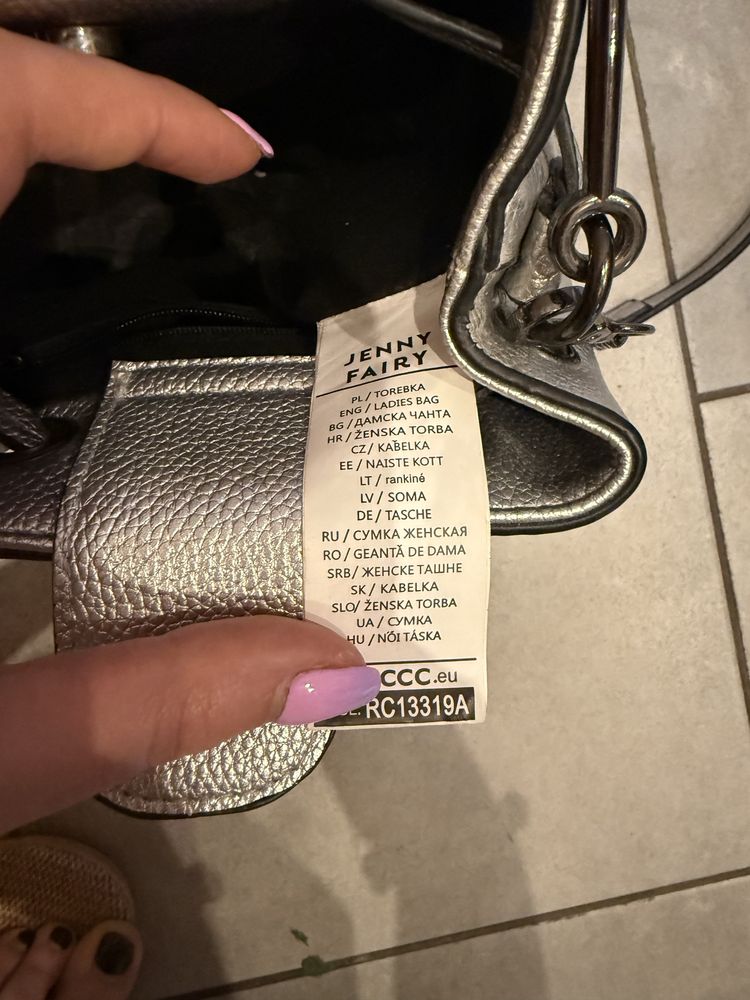 JENNY
FAIRY
PL / TOREBKA
ENG / LADIES BAG
BG / ДАМСКА ЧАНТА
HR / ŽENSKA TORBA
CZ / KABELKA
EE / NAISTE KOTT
LT / rankinė
LV / SOMA
DE / TASCHE
RU / СУМКА ЖЕНСКАЯ
RO / GEANTĂ DE DAMA
SRB/ ЖЕНСКЕ ТАШНЕ
SK / KABELKA
SLO/ ŽENSKA TORBA
UA / СУМКА
HU / NŐI TÁSKA
CCC.eu
RC13319A